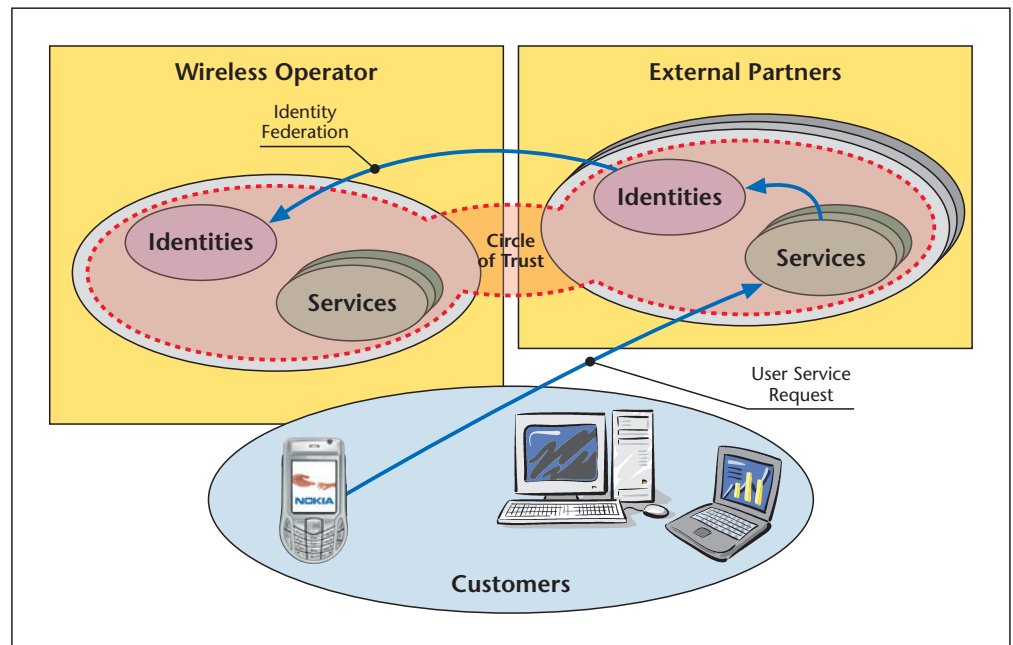 Wireless Operator
External Partners
Identity
Federation
Identities
Identities
Circle
of Trust
Services
Services
User Service
Request
NOKIA
Customers